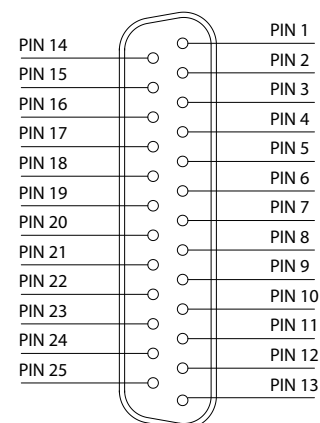 PIN 1
PIN 14
PIN 2
PIN 15
PIN 3
PIN 16
PIN 4
PIN 17
PIN 5
PIN 18
PIN 6
PIN 19
PIN 7
PIN 20
PIN 8
PIN 21
PIN 9
PIN 22
PIN 10
PIN 23
PIN 11
PIN 24
PIN 12
PIN 25
PIN 13